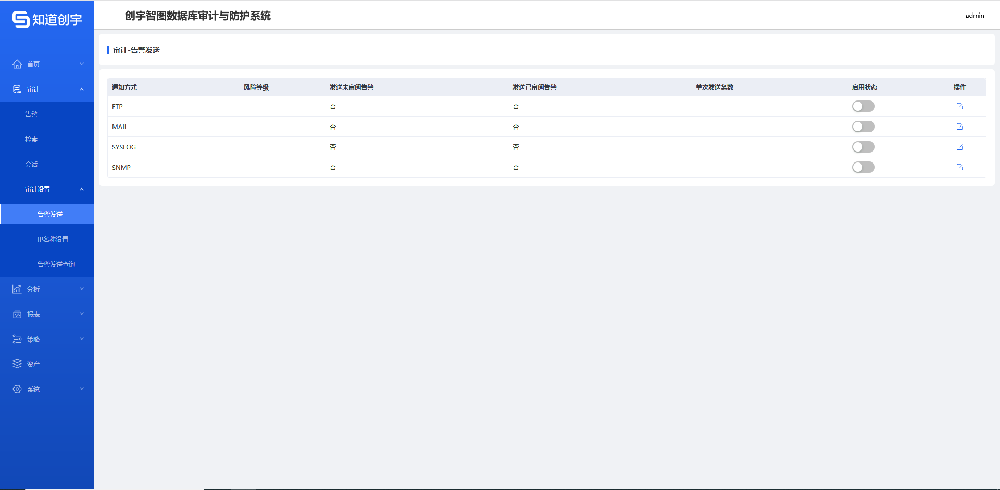 知道创宇
创宇智图数据库审计与防护系统
admin
首页
审计
告警
检索
会话
审计设置
告警发送
IP名称设置
告警发送查询
分析
报表
策略
资产
系统
审计-告警发送
通知方式 风险等级 发送未审阅告警 发送已审阅告警 单次发送条数 启用状态 操作
FTP 否 否
MAIL 否 否
SYSLOG 否 否
SNMP 否 否